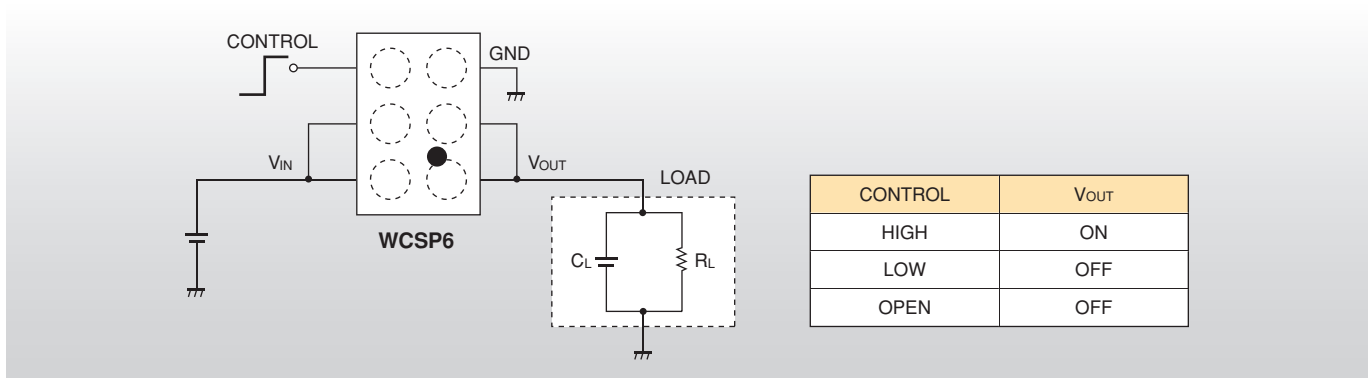 CONTROL
GND
VIN
VOUT
LOAD
WCSP6
CL
RL
CONTROL VOUT
HIGH ON
LOW OFF
OPEN OFF